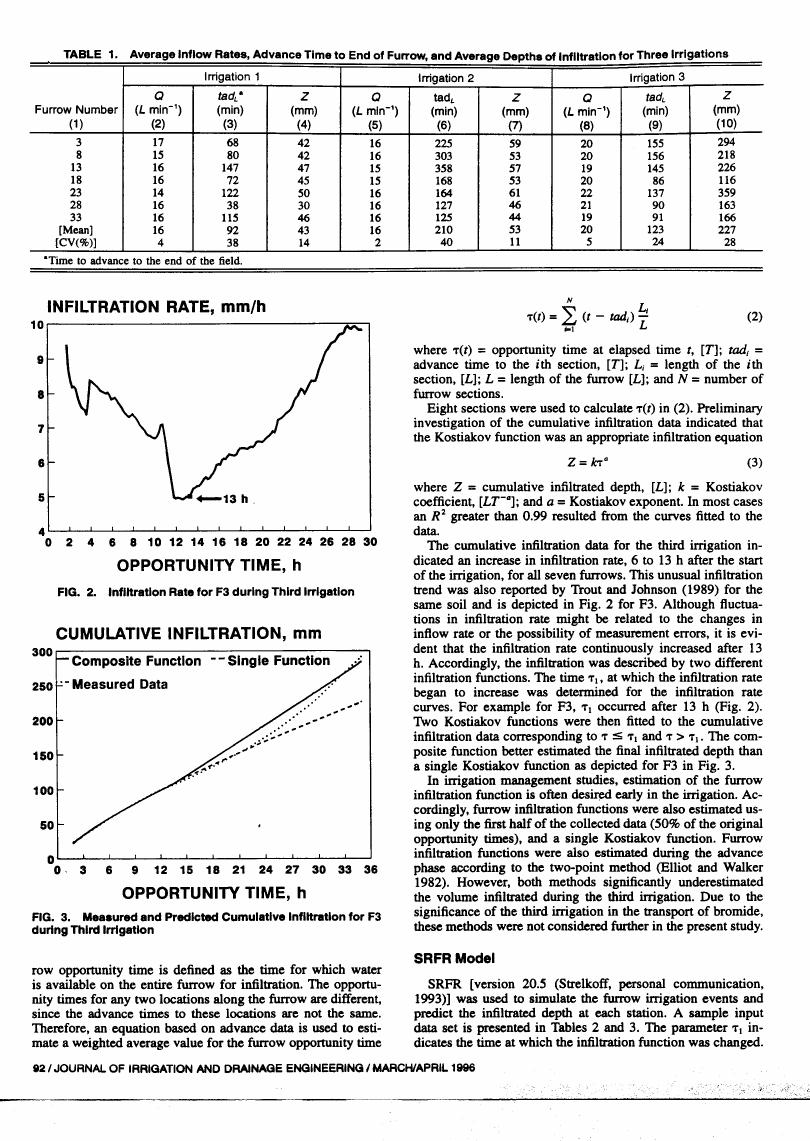 TABLE 1. Average Inflow Rates, Advance Time to End of Furrow, and Average Depths of Infiltration for Three Irrigations
Irrigation 1 Irrigation 2 Irrigation 3
Furrow Number (1) Q (L min⁻¹) (2) tad_L* (min) (3) Z (mm) (4) Q (L min⁻¹) (5) tad_L (min) (6) Z (mm) (7) Q (L min⁻¹) (8) tad_L (min) (9) Z (mm) (10)
3 17 68 42 16 225 59 20 155 294
8 15 80 42 16 303 53 20 156 218
13 16 147 47 15 358 57 19 145 226
18 16 72 45 15 168 53 20 86 116
23 14 122 50 16 164 61 22 137 359
28 16 38 30 16 127 46 21 90 163
33 16 115 46 16 125 44 19 91 166
[Mean] 16 92 43 16 210 53 20 123 227
[CV(%)] 4 38 14 2 40 11 5 24 28
*Time to advance to the end of the field.
INFILTRATION RATE, mm/h
10
9
8
7
6
5
4
13 h
0 2 4 6 8 10 12 14 16 18 20 22 24 26 28 30
OPPORTUNITY TIME, h
FIG. 2. Infiltration Rate for F3 during Third Irrigation
CUMULATIVE INFILTRATION, mm
300
250
200
150
100
50
0
Composite Function -- Single Function
Measured Data
0 3 6 9 12 15 18 21 24 27 30 33 36
OPPORTUNITY TIME, h
FIG. 3. Measured and Predicted Cumulative Infiltration for F3
during Third Irrigation
row opportunity time is defined as the time for which water
is available on the entire furrow for infiltration. The opportu-
nity times for any two locations along the furrow are different,
since the advance times to these locations are not the same.
Therefore, an equation based on advance data is used to esti-
mate a weighted average value for the furrow opportunity time
τ(t) = Σ_{i=1}^{N} (t − tad_i) L_i/L (2)
where τ(t) = opportunity time at elapsed time t, [T]; tad_i =
advance time to the ith section, [T]; L_i = length of the ith
section, [L]; L = length of the furrow [L]; and N = number of
furrow sections.
Eight sections were used to calculate τ(t) in (2). Preliminary
investigation of the cumulative infiltration data indicated that
the Kostiakov function was an appropriate infiltration equation
Z = kτ^a (3)
where Z = cumulative infiltrated depth, [L]; k = Kostiakov
coefficient, [LT⁻ᵃ]; and a = Kostiakov exponent. In most cases
an R² greater than 0.99 resulted from the curves fitted to the
data.
The cumulative infiltration data for the third irrigation in-
dicated an increase in infiltration rate, 6 to 13 h after the start
of the irrigation, for all seven furrows. This unusual infiltration
trend was also reported by Trout and Johnson (1989) for the
same soil and is depicted in Fig. 2 for F3. Although fluctua-
tions in infiltration rate might be related to the changes in
inflow rate or the possibility of measurement errors, it is evi-
dent that the infiltration rate continuously increased after 13
h. Accordingly, the infiltration was described by two different
infiltration functions. The time τ₁, at which the infiltration rate
began to increase was determined for the infiltration rate
curves. For example for F3, τ₁ occurred after 13 h (Fig. 2).
Two Kostiakov functions were then fitted to the cumulative
infiltration data corresponding to τ ≤ τ₁ and τ > τ₁. The com-
posite function better estimated the final infiltrated depth than
a single Kostiakov function as depicted for F3 in Fig. 3.
In irrigation management studies, estimation of the furrow
infiltration function is often desired early in the irrigation. Ac-
cordingly, furrow infiltration functions were also estimated us-
ing only the first half of the collected data (50% of the original
opportunity times), and a single Kostiakov function. Furrow
infiltration functions were also estimated during the advance
phase according to the two-point method (Elliot and Walker
1982). However, both methods significantly underestimated
the volume infiltrated during the third irrigation. Due to the
significance of the third irrigation in the transport of bromide,
these methods were not considered further in the present study.
SRFR Model
SRFR [version 20.5 (Strelkoff, personal communication,
1993)] was used to simulate the furrow irrigation events and
predict the infiltrated depth at each station. A sample input
data set is presented in Tables 2 and 3. The parameter τ₁ in-
dicates the time at which the infiltration function was changed.
92 / JOURNAL OF IRRIGATION AND DRAINAGE ENGINEERING / MARCH/APRIL 1996